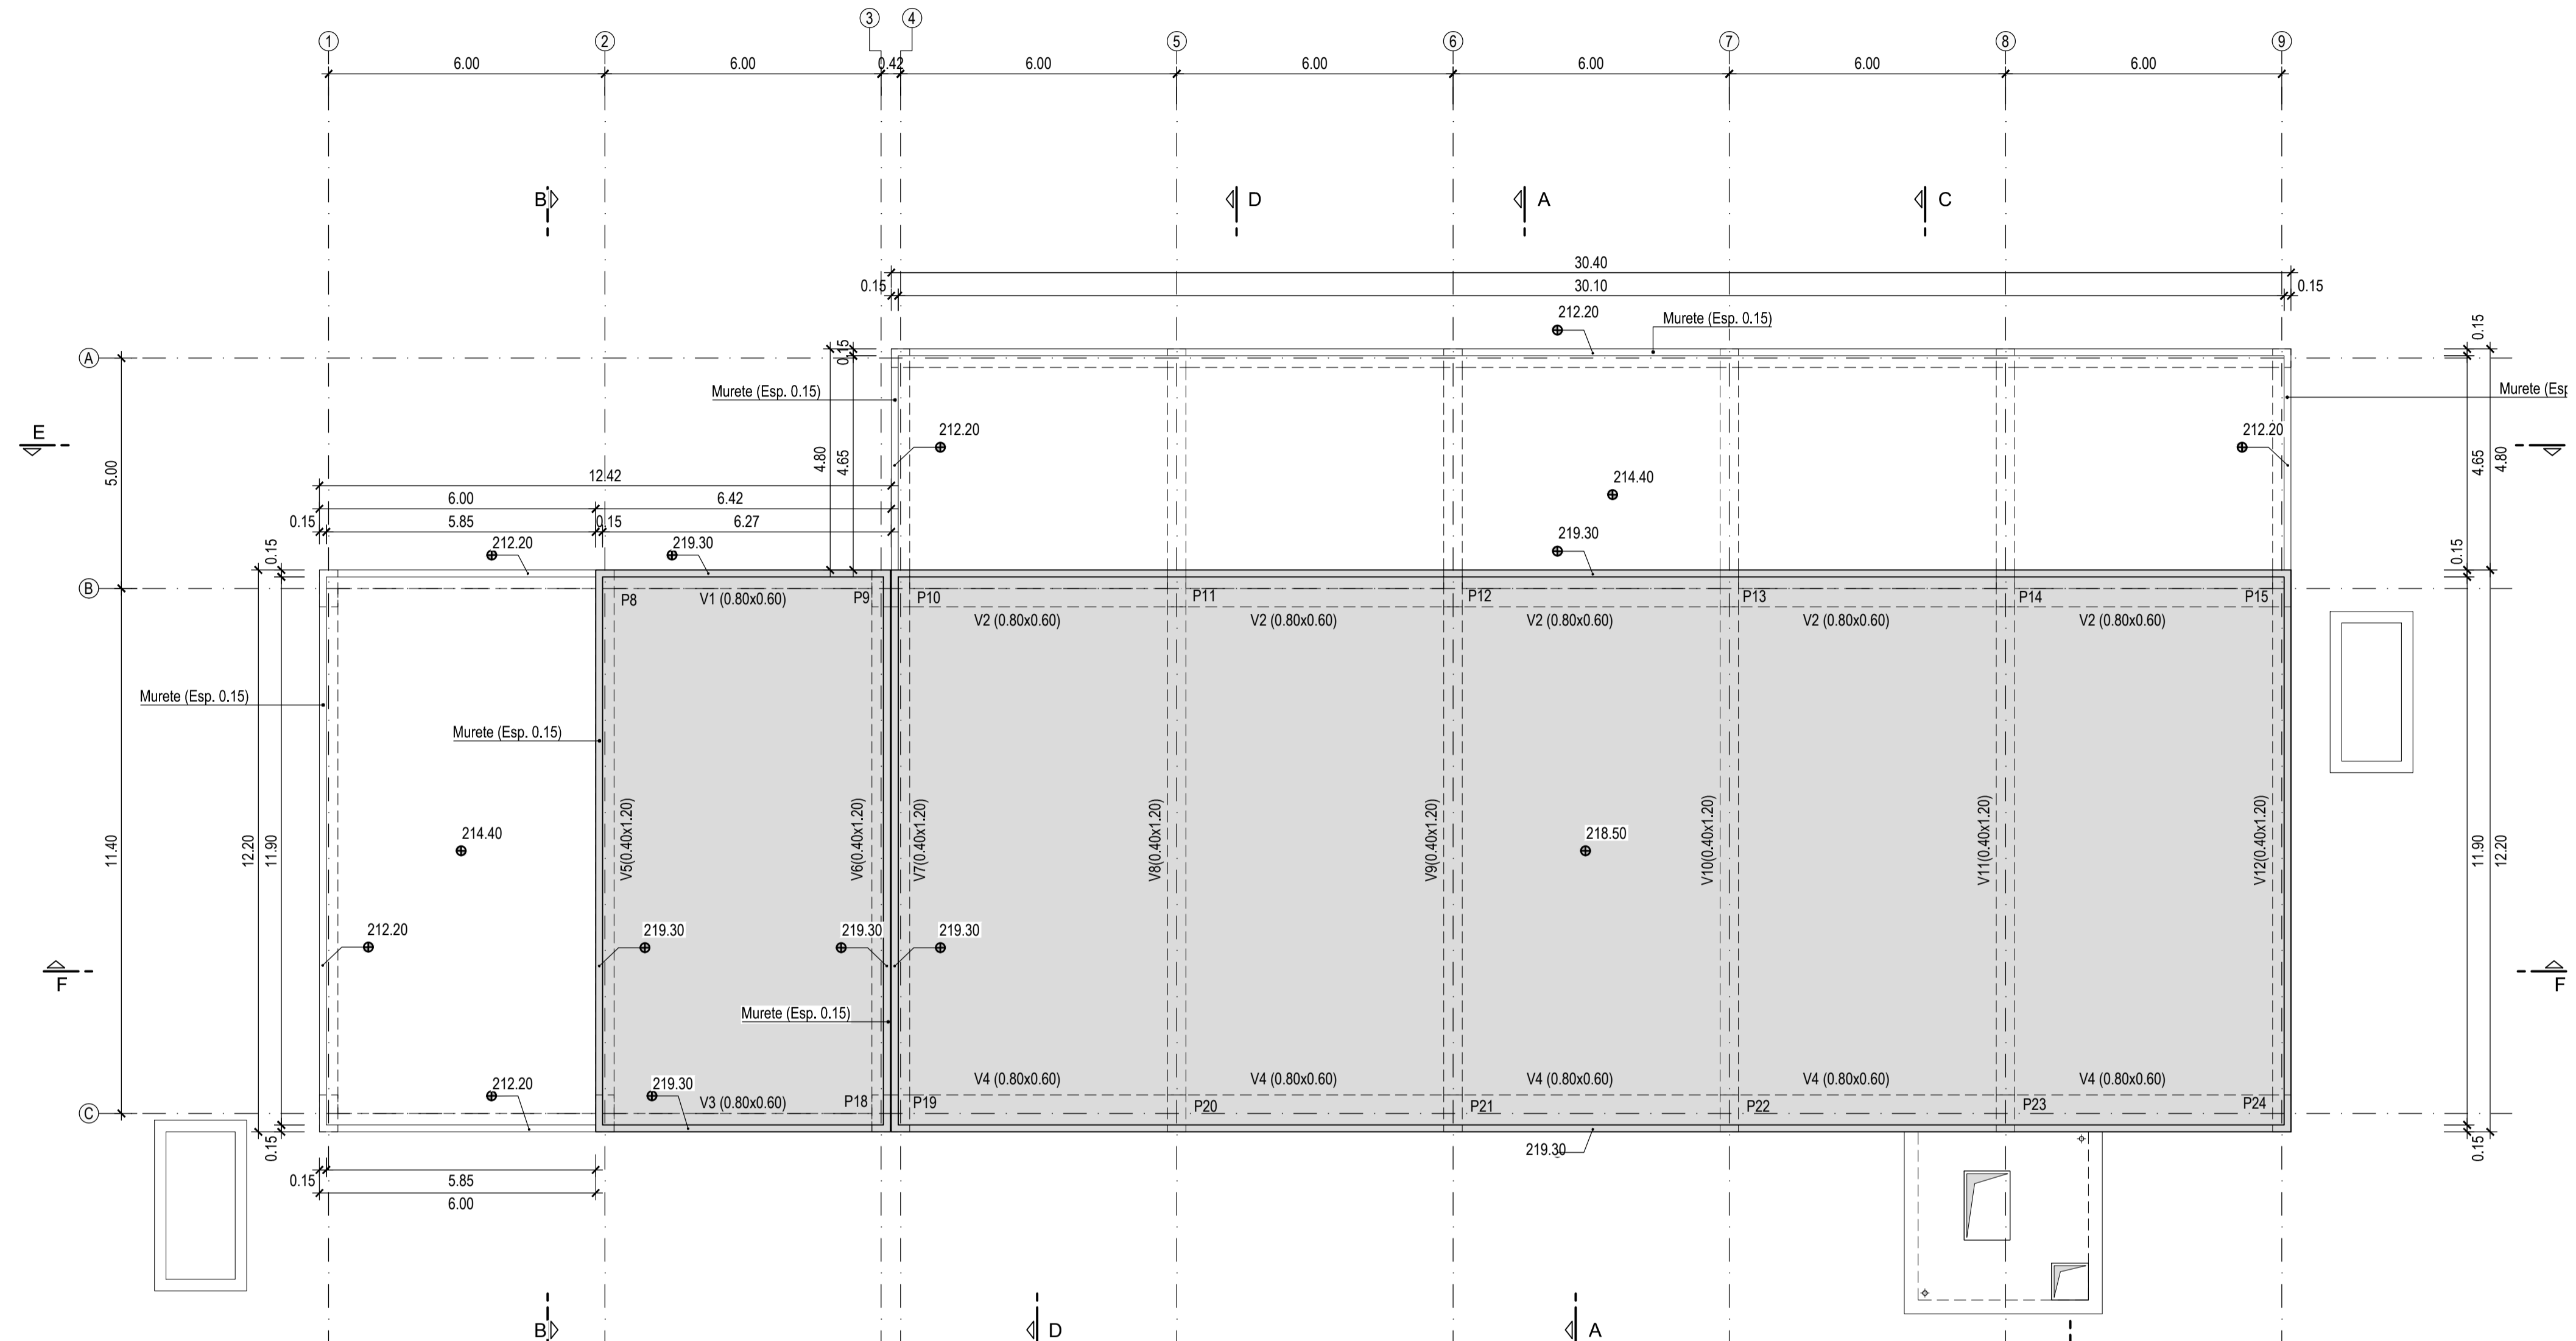 3
4
1
2
5
6
7
8
9
6.00
6.00
0.42
6.00
6.00
6.00
6.00
6.00
B
D
A
C
30.40
0.15
30.10
0.15
212.20
Murete (Esp. 0.15)
0.15
0.15
A
Murete (Esp. 0.15)
Murete (Esp
E
212.20
212.20
5.00
4.80
4.65
4.65
4.80
12.42
214.40
6.00
6.42
0.15
5.85
0.15
6.27
219.30
0.15
212.20
219.30
0.15
B
P8
V1 (0.80x0.60)
P9
P10
P11
P12
P13
P14
P15
V2 (0.80x0.60)
V2 (0.80x0.60)
V2 (0.80x0.60)
V2 (0.80x0.60)
V2 (0.80x0.60)
Murete (Esp. 0.15)
Murete (Esp. 0.15)
11.40
12.20
11.90
214.40
V5(0.40x1.20)
V6(0.40x1.20)
V7(0.40x1.20)
V8(0.40x1.20)
V9(0.40x1.20)
218.50
V10(0.40x1.20)
V11(0.40x1.20)
V12(0.40x1.20)
11.90
12.20
212.20
219.30
219.30
219.30
F
F
Murete (Esp. 0.15)
212.20
219.30
V3 (0.80x0.60)
V4 (0.80x0.60)
V4 (0.80x0.60)
V4 (0.80x0.60)
V4 (0.80x0.60)
V4 (0.80x0.60)
C
P18
P19
P20
P21
P22
P23
P24
0.15
219.30
0.15
0.15
5.85
6.00
B
D
A